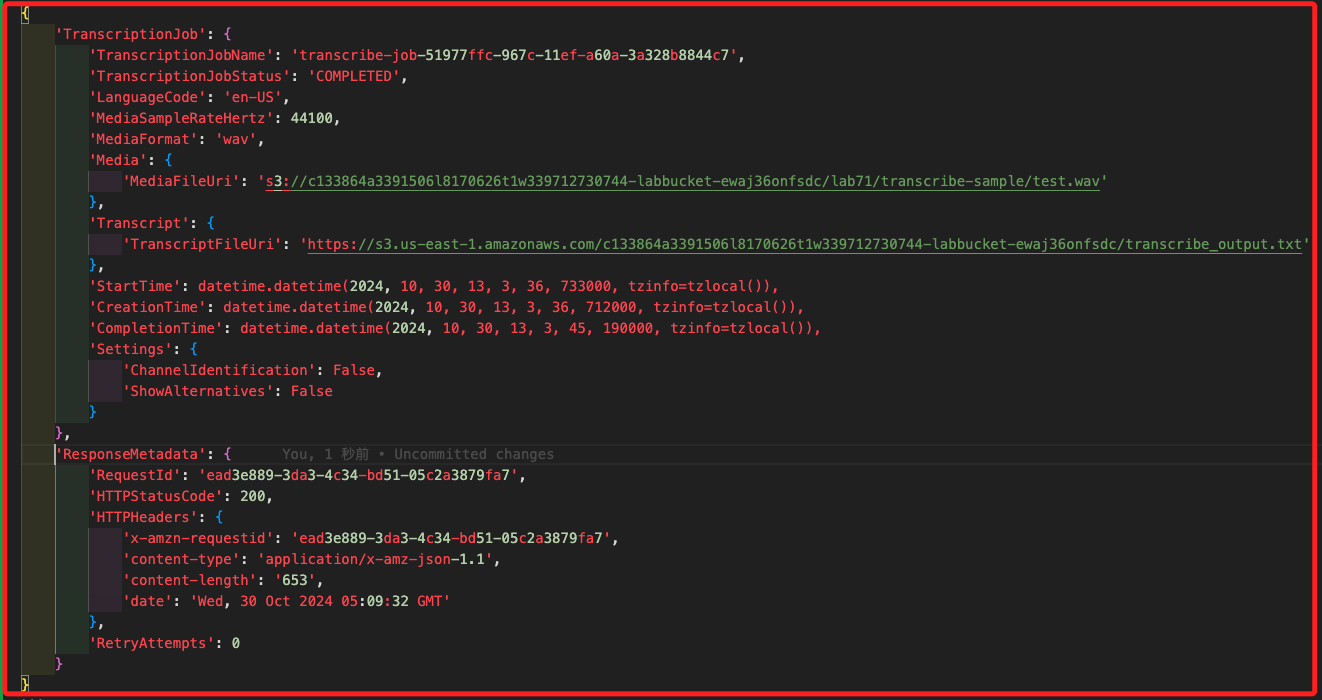 {
'TranscriptionJob': {
'TranscriptionJobName': 'transcribe-job-51977ffc-967c-11ef-a60a-3a328b8844c7',
'TranscriptionJobStatus': 'COMPLETED',
'LanguageCode': 'en-US',
'MediaSampleRateHertz': 44100,
'MediaFormat': 'wav',
'Media': {
'MediaFileUri': 's3://c133864a3391506l8170626t1w339712730744-labbucket-ewaj36onfsdc/lab71/transcribe-sample/test.wav'
},
'Transcript': {
'TranscriptFileUri': 'https://s3.us-east-1.amazonaws.com/c133864a3391506l8170626t1w339712730744-labbucket-ewaj36onfsdc/transcribe_output.txt'
},
'StartTime': datetime.datetime(2024, 10, 30, 13, 3, 36, 733000, tzinfo=tzlocal()),
'CreationTime': datetime.datetime(2024, 10, 30, 13, 3, 36, 712000, tzinfo=tzlocal()),
'CompletionTime': datetime.datetime(2024, 10, 30, 13, 3, 45, 190000, tzinfo=tzlocal()),
'Settings': {
'ChannelIdentification': False,
'ShowAlternatives': False
}
},
'ResponseMetadata': { You, 1 秒前 • Uncommitted changes
'RequestId': 'ead3e889-3da3-4c34-bd51-05c2a3879fa7',
'HTTPStatusCode': 200,
'HTTPHeaders': {
'x-amzn-requestid': 'ead3e889-3da3-4c34-bd51-05c2a3879fa7',
'content-type': 'application/x-amz-json-1.1',
'content-length': '653',
'date': 'Wed, 30 Oct 2024 05:09:32 GMT'
},
'RetryAttempts': 0
}
}